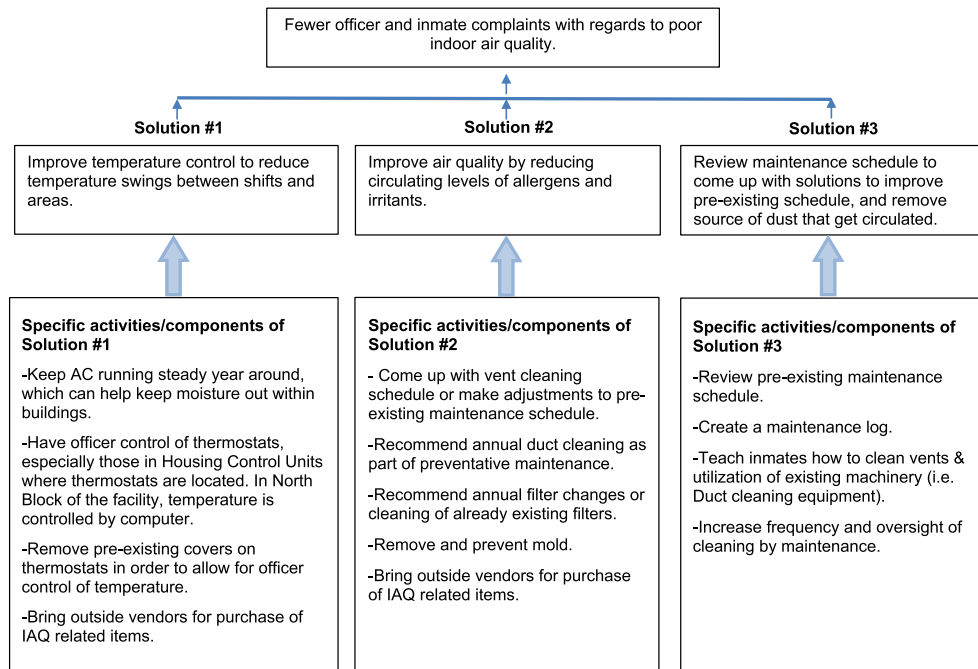 Fewer officer and inmate complaints with regards to poor
indoor air quality.
Solution #1
Improve temperature control to reduce
temperature swings between shifts and
areas.
Specific activities/components of
Solution #1
-Keep AC running steady year around,
which can help keep moisture out within
buildings.
-Have officer control of thermostats,
especially those in Housing Control Units
where thermostats are located. In North
Block of the facility, temperature is
controlled by computer.
-Remove pre-existing covers on
thermostats in order to allow for officer
control of temperature.
-Bring outside vendors for purchase of
IAQ related items.
Solution #2
Improve air quality by reducing
circulating levels of allergens and
irritants.
Specific activities/components of
Solution #2
- Come up with vent cleaning
schedule or make adjustments to pre-
existing maintenance schedule.
-Recommend annual duct cleaning as
part of preventative maintenance.
-Recommend annual filter changes or
cleaning of already existing filters.
-Remove and prevent mold.
-Bring outside vendors for purchase
of IAQ related items.
Solution #3
Review maintenance schedule to
come up with solutions to improve
pre-existing schedule, and remove
source of dust that get circulated.
Specific activities/components of
Solution #3
-Review pre-existing maintenance
schedule.
-Create a maintenance log.
-Teach inmates how to clean vents &
utilization of existing machinery (i.e.
Duct cleaning equipment).
-Increase frequency and oversight of
cleaning by maintenance.